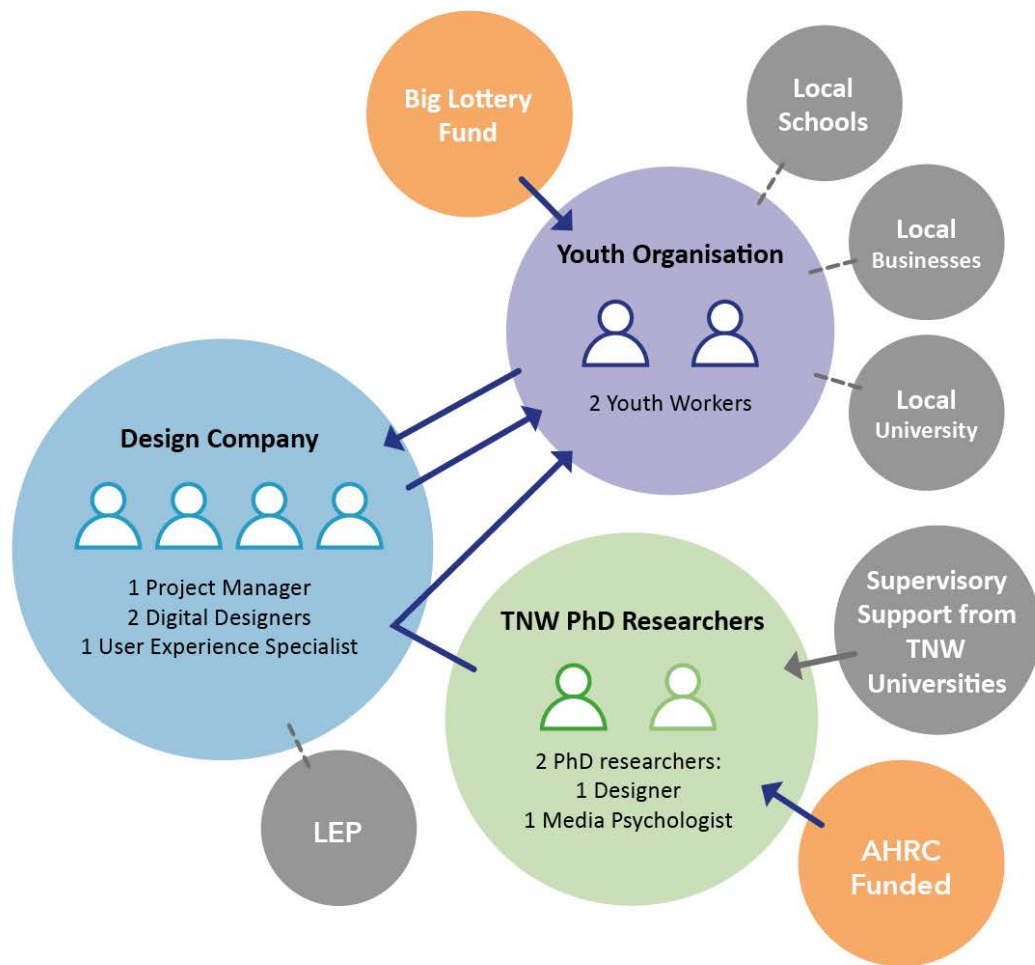 Big Lottery
Fund
Local
Schools
Local
Businesses
Youth Organisation
2 Youth Workers
Local
University
Design Company
1 Project Manager
2 Digital Designers
1 User Experience Specialist
TNW PhD Researchers
2 PhD researchers:
1 Designer
1 Media Psychologist
Supervisory
Support from
TNW
Universities
LEP
AHRC
Funded